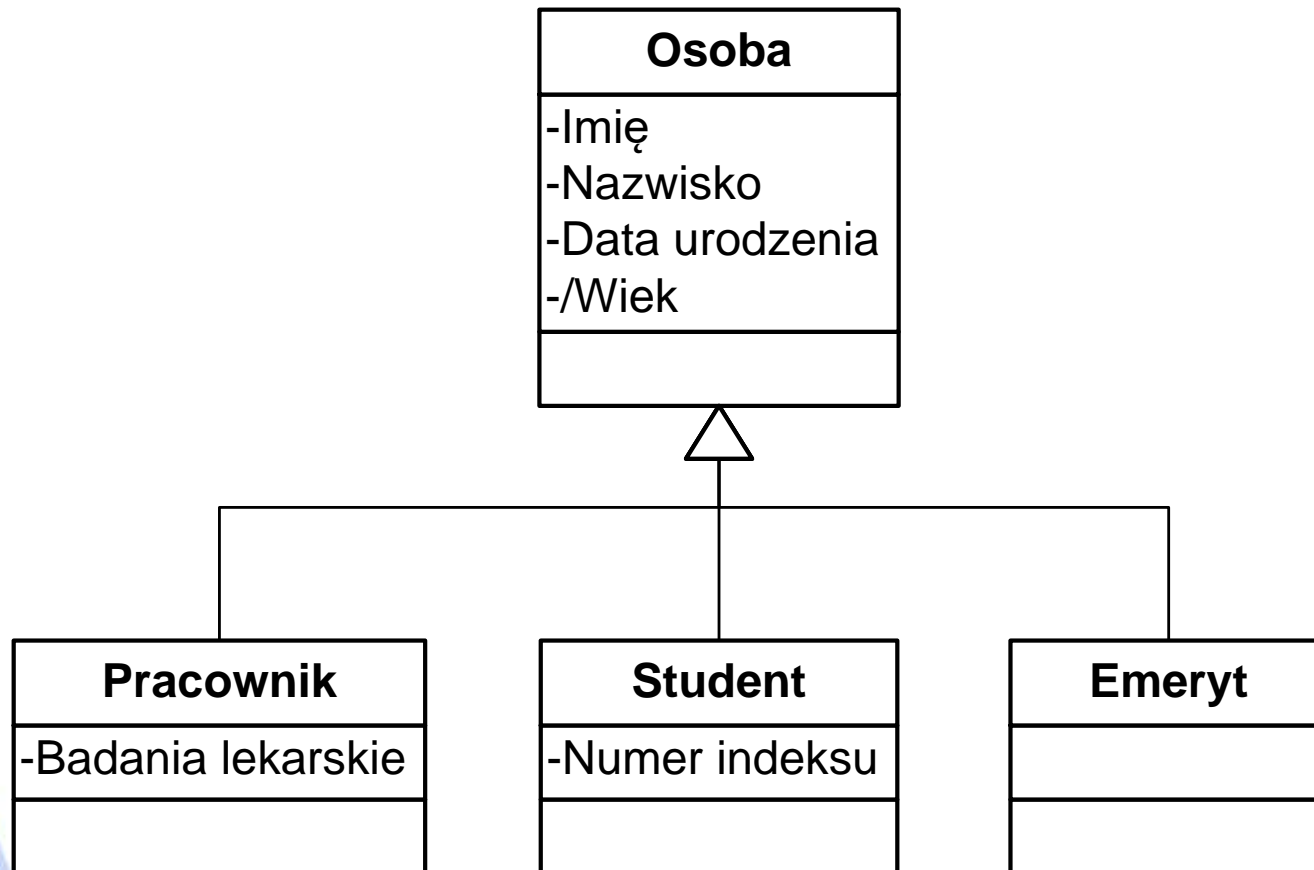 Osoba
-Imię
-Nazwisko
-Data urodzenia
-/Wiek
Pracownik
-Badania lekarskie
Student
-Numer indeksu
Emeryt